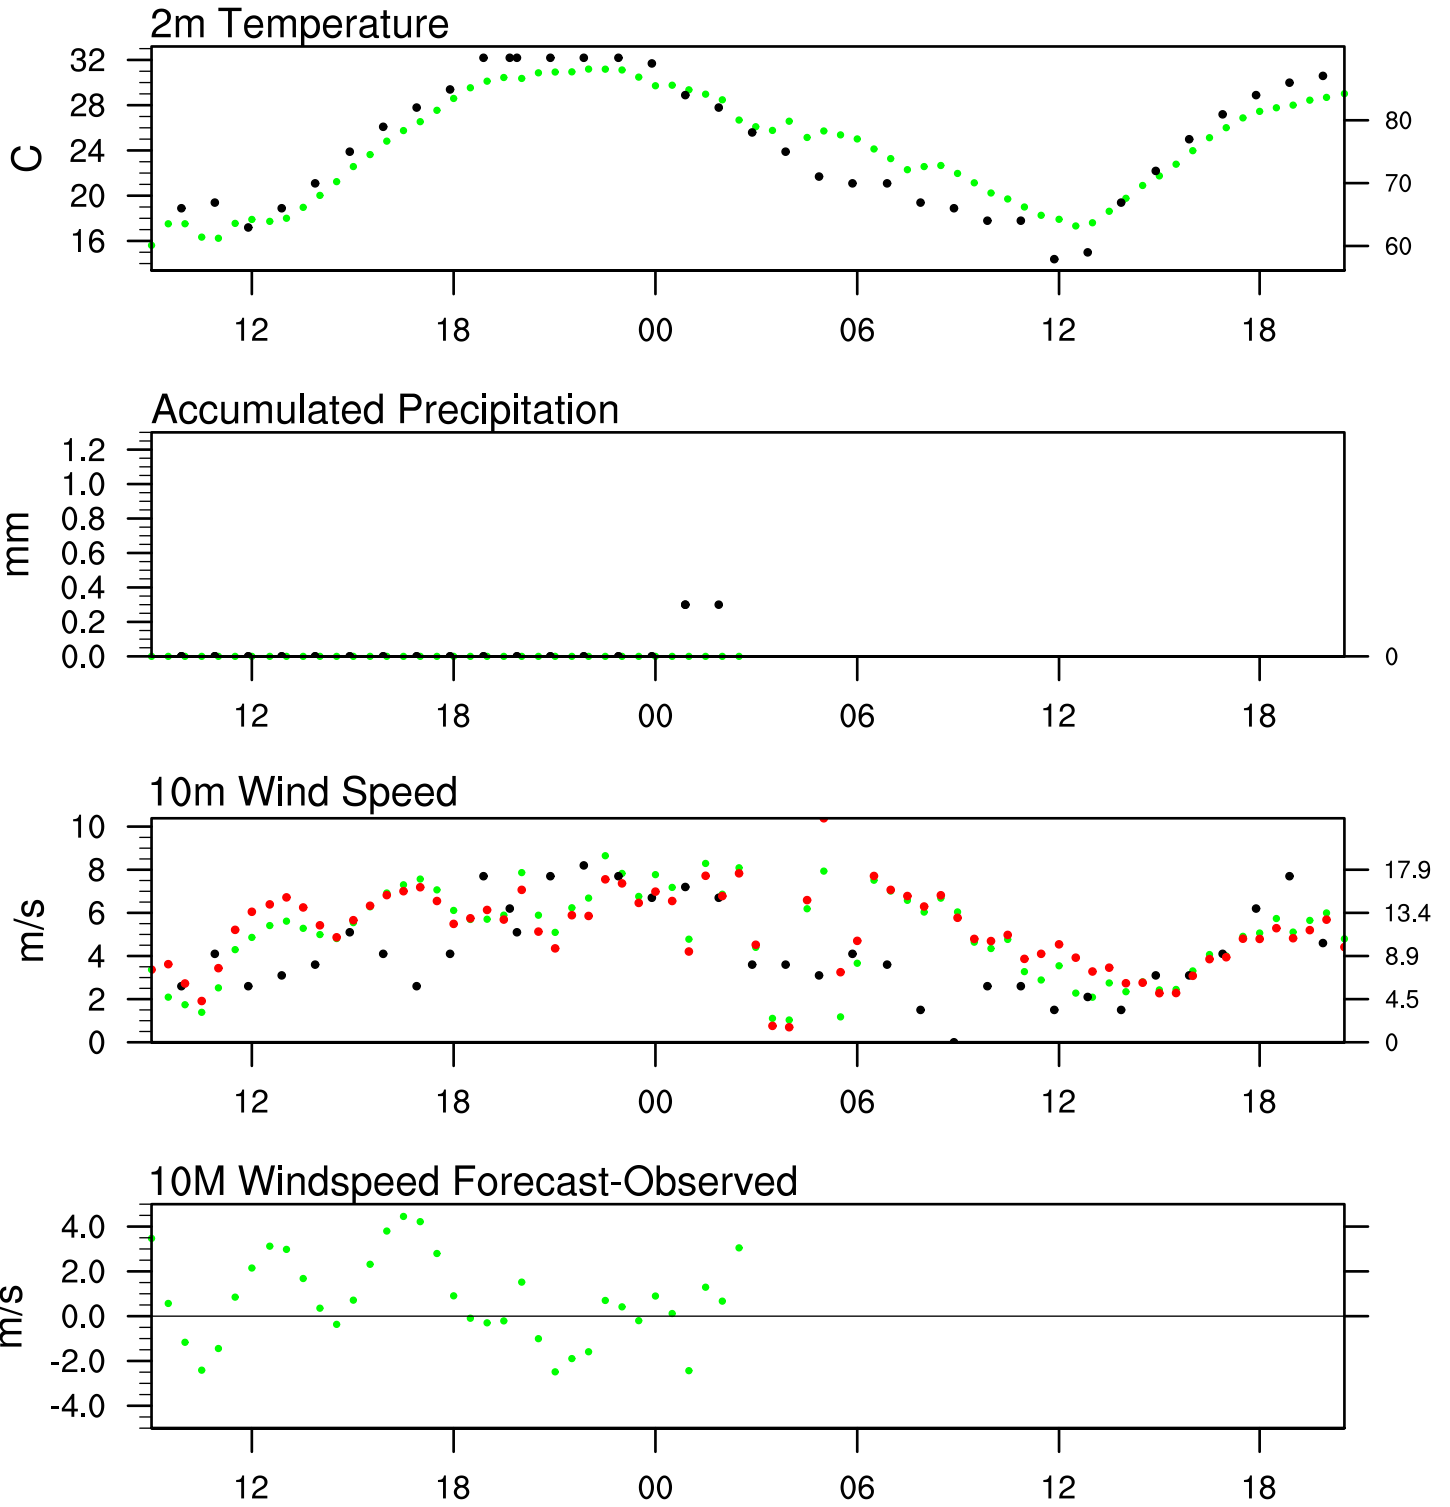 2m Temperature
32
28
24
20
16
C
80
70
60
12 18 00 06 12 18
Accumulated Precipitation
1.2
1.0
0.8
0.6
0.4
0.2
0.0
mm
0
12 18 00 06 12 18
10m Wind Speed
10
8
6
4
2
0
m/s
17.9
13.4
8.9
4.5
0
12 18 00 06 12 18
10M Windspeed Forecast-Observed
4.0
2.0
0.0
-2.0
-4.0
m/s
12 18 00 06 12 18